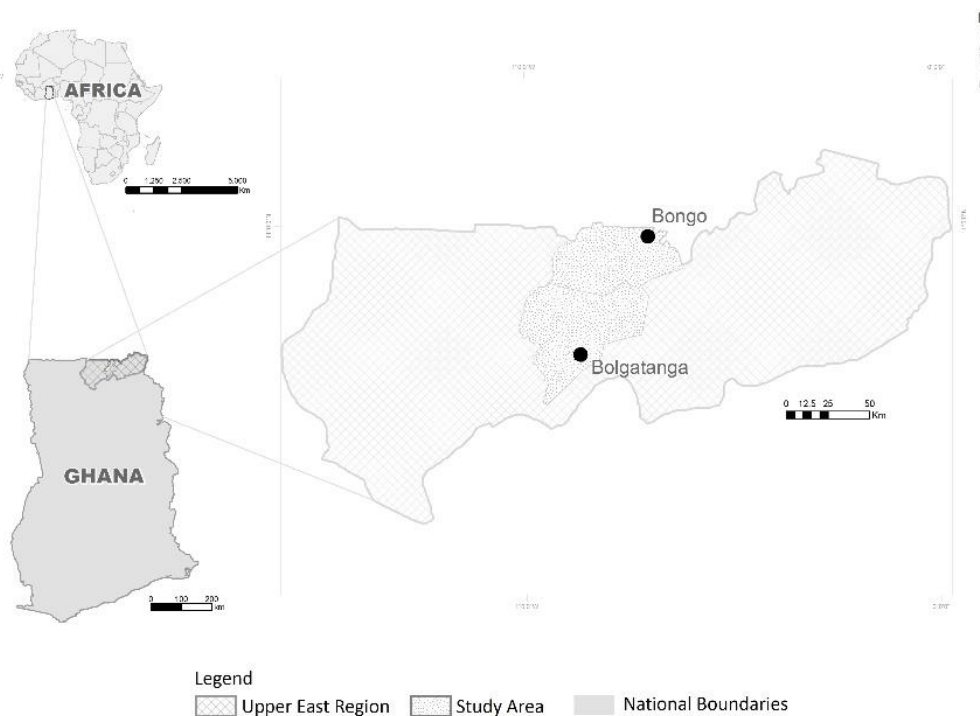 AFRICA
0 1,250 2,500 5,000
Km
Bongo
Bolgatanga
0 12.5 25 50
Km
GHANA
0 100 200
km
Legend
Upper East Region Study Area National Boundaries